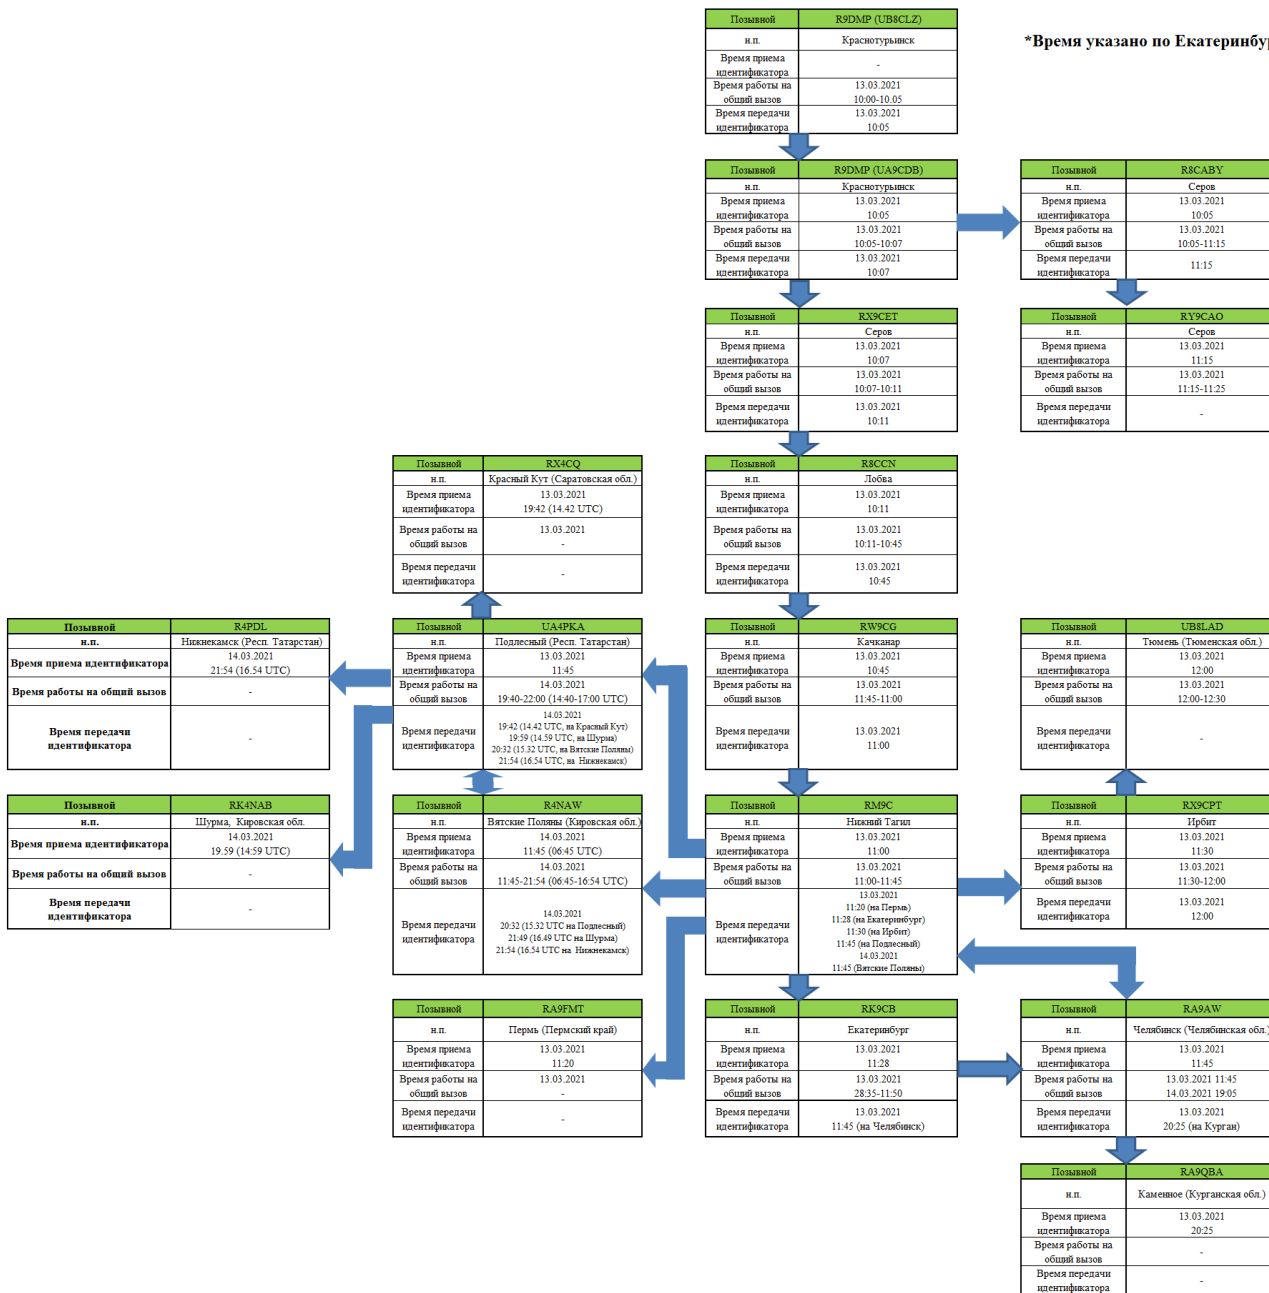 Позывной R9DMP (UB8CLZ)
н.п. Краснотурьинск
*Время указано по Екатеринбу
Время приема
идентификатора -
Время работы на 13.03.2021
общий вызов 10:00-10.05
Время передачи 13.03.2021
идентификатора 10:05
Позывной R9DMP (UA9CDB)
н.п. Краснотурьинск
Время приема 13.03.2021
идентификатора 10:05
Время работы на 13.03.2021
общий вызов 10:05-10:07
Время передачи 13.03.2021
идентификатора 10:07
Позывной R8CABY
н.п. Серов
Время приема 13.03.2021
идентификатора 10:05
Время работы на 13.03.2021
общий вызов 10:05-11:15
Время передачи
идентификатора 11:15
Позывной RX9CET
н.п. Серов
Время приема 13.03.2021
идентификатора 10:07
Время работы на 13.03.2021
общий вызов 10:07-10:11
Время передачи 13.03.2021
идентификатора 10:11
Позывной RY9CAO
н.п. Серов
Время приема 13.03.2021
идентификатора 11:15
Время работы на 13.03.2021
общий вызов 11:15-11:25
Время передачи
идентификатора -
Позывной RX4CQ
н.п. Красный Кут (Саратовская обл.)
Время приема 13.03.2021
идентификатора 19:42 (14.42 UTC)
Время работы на 13.03.2021
общий вызов -
Время передачи
идентификатора -
Позывной R8CCN
н.п. Лобва
Время приема 13.03.2021
идентификатора 10:11
Время работы на 13.03.2021
общий вызов 10:11-10:45
Время передачи 13.03.2021
идентификатора 10:45
Позывной R4PDL
н.п. Нижнекамск (Респ. Татарстан)
Время приема идентификатора 14.03.2021
21:54 (16.54 UTC)
Время работы на общий вызов -
Время передачи
идентификатора -
Позывной UA4PKA
н.п. Подлесный (Респ. Татарстан)
Время приема 13.03.2021
идентификатора 11:45
Время работы на 14.03.2021
общий вызов 19:40-22:00 (14:40-17:00 UTC)
Время передачи
идентификатора
14.03.2021
19:42 (14.42 UTC, на Красный Кут)
19:59 (14.59 UTC, на Шурма)
20:32 (15.32 UTC, на Вятские Поляны)
21:54 (16.54 UTC, на Нижнекамск)
Позывной RW9CG
н.п. Качканар
Время приема 13.03.2021
идентификатора 10:45
Время работы на 13.03.2021
общий вызов 11:45-11:00
Время передачи 13.03.2021
идентификатора 11:00
Позывной UB8LAD
н.п. Тюмень (Тюменская обл.)
Время приема 13.03.2021
идентификатора 12:00
Время работы на 13.03.2021
общий вызов 12:00-12:30
Время передачи
идентификатора -
Позывной RK4NAB
н.п. Шурма, Кировская обл.
Время приема идентификатора 14.03.2021
19.59 (14:59 UTC)
Время работы на общий вызов -
Время передачи
идентификатора -
Позывной R4NAW
н.п. Вятские Поляны (Кировская обл.)
Время приема 14.03.2021
идентификатора 11:45 (06:45 UTC)
Время работы на 14.03.2021
общий вызов 11:45-21:54 (06:45-16:54 UTC)
Время передачи
идентификатора
14.03.2021
20:32 (15.32 UTC на Подлесный)
21:49 (16.49 UTC на Шурма)
21:54 (16.54 UTC на Нижнекамск)
Позывной RM9C
н.п. Нижний Тагил
Время приема 13.03.2021
идентификатора 11:00
Время работы на 13.03.2021
общий вызов 11:00-11:45
Время передачи
идентификатора
13.03.2021
11:20 (на Пермь)
11:28 (на Екатеринбург)
11:30 (на Ирбит)
11:45 (на Подлесный)
14.03.2021
11:45 (Вятские Поляны)
Позывной RX9CPT
н.п. Ирбит
Время приема 13.03.2021
идентификатора 11:30
Время работы на 13.03.2021
общий вызов 11:30-12:00
Время передачи 13.03.2021
идентификатора 12:00
Позывной RA9FMT
н.п. Пермь (Пермский край)
Время приема 13.03.2021
идентификатора 11:20
Время работы на 13.03.2021
общий вызов -
Время передачи
идентификатора -
Позывной RK9CB
н.п. Екатеринбург
Время приема 13.03.2021
идентификатора 11:28
Время работы на 13.03.2021
общий вызов 28:35-11:50
Время передачи 13.03.2021
идентификатора 11:45 (на Челябинск)
Позывной RA9AW
н.п. Челябинск (Челябинская обл.)
Время приема 13.03.2021
идентификатора 11:45
Время работы на 13.03.2021 11:45
общий вызов 14.03.2021 19:05
Время передачи 13.03.2021
идентификатора 20:25 (на Курган)
Позывной RA9QBA
н.п. Каменное (Курганская обл.)
Время приема 13.03.2021
идентификатора 20:25
Время работы на
общий вызов -
Время передачи
идентификатора -